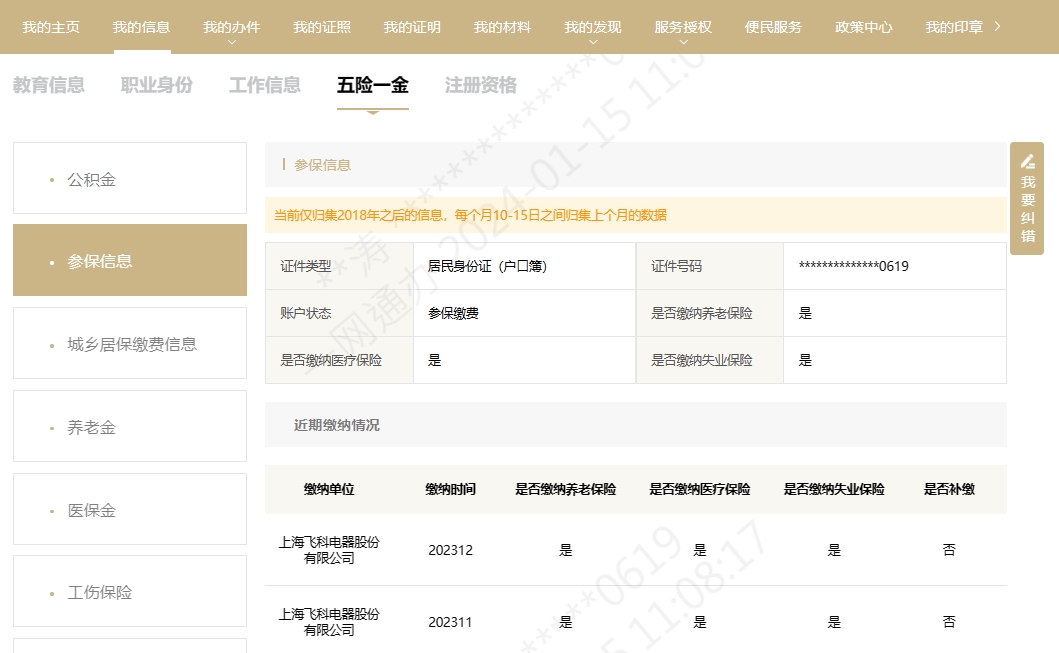 我的主页 我的信息 我的办件 我的证照 我的证明 我的材料 我的发现 服务授权 便民服务 政策中心 我的印章
教育信息 职业身份 工作信息 五险一金 注册资格
公积金
参保信息
城乡居保缴费信息
养老金
医保金
工伤保险
参保信息
当前仅归集2018年之后的信息，每个月10-15日之间归集上个月的数据
证件类型 居民身份证（户口簿） 证件号码 **************0619
账户状态 参保缴费 是否缴纳养老保险 是
是否缴纳医疗保险 是 是否缴纳失业保险 是
近期缴纳情况
缴纳单位 缴纳时间 是否缴纳养老保险 是否缴纳医疗保险 是否缴纳失业保险 是否补缴
上海飞科电器股份
有限公司 202312 是 是 是 否
上海飞科电器股份
有限公司 202311 是 是 是 否
我要纠错
**涛 **************0
一网通办 2024-01-15 11:0
*****0619
5 11:08:17